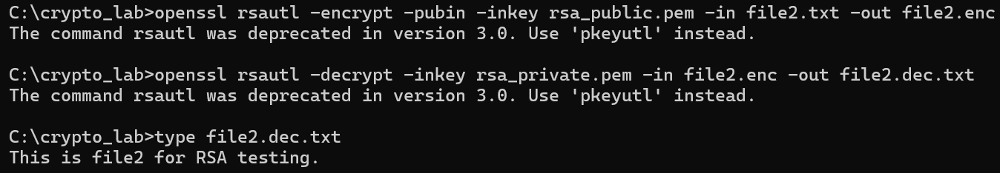 C:\crypto_lab>openssl rsautl -encrypt -pubin -inkey rsa_public.pem -in file2.txt -out file2.enc
The command rsautl was deprecated in version 3.0. Use 'pkeyutl' instead.
C:\crypto_lab>openssl rsautl -decrypt -inkey rsa_private.pem -in file2.enc -out file2.dec.txt
The command rsautl was deprecated in version 3.0. Use 'pkeyutl' instead.
C:\crypto_lab>type file2.dec.txt
This is file2 for RSA testing.